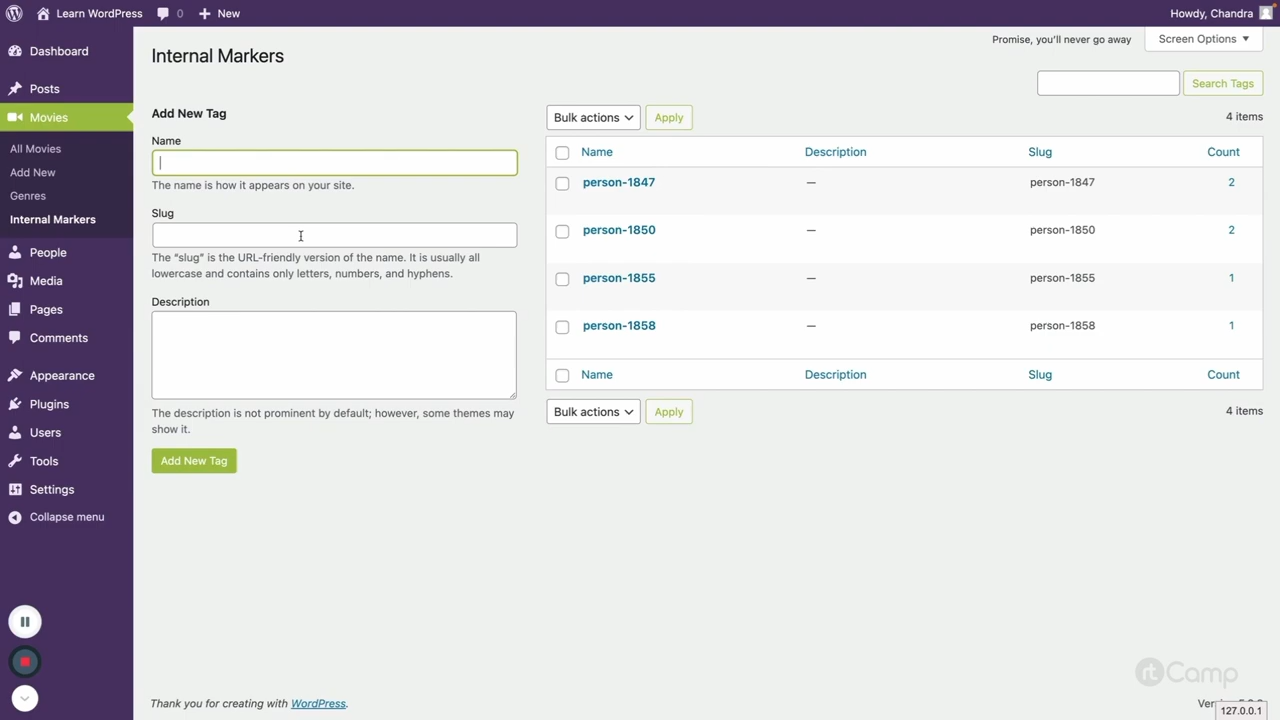 Learn WordPress
0
New
Howdy, Chandra
Dashboard
Posts
Movies
All Movies
Add New
Genres
Internal Markers
People
Media
Pages
Comments
Appearance
Plugins
Users
Tools
Settings
Collapse menu
Internal Markers
Promise, you'll never go away
Screen Options
Search Tags
Add New Tag
Name
The name is how it appears on your site.
Slug
The “slug” is the URL-friendly version of the name. It is usually all
lowercase and contains only letters, numbers, and hyphens.
Description
The description is not prominent by default; however, some themes may
show it.
Add New Tag
Bulk actions Apply 4 items
Name Description Slug Count
person-1847 — person-1847 2
person-1850 — person-1850 2
person-1855 — person-1855 1
person-1858 — person-1858 1
Name Description Slug Count
Bulk actions Apply 4 items
rtCamp
Thank you for creating with WordPress.
127.0.0.1